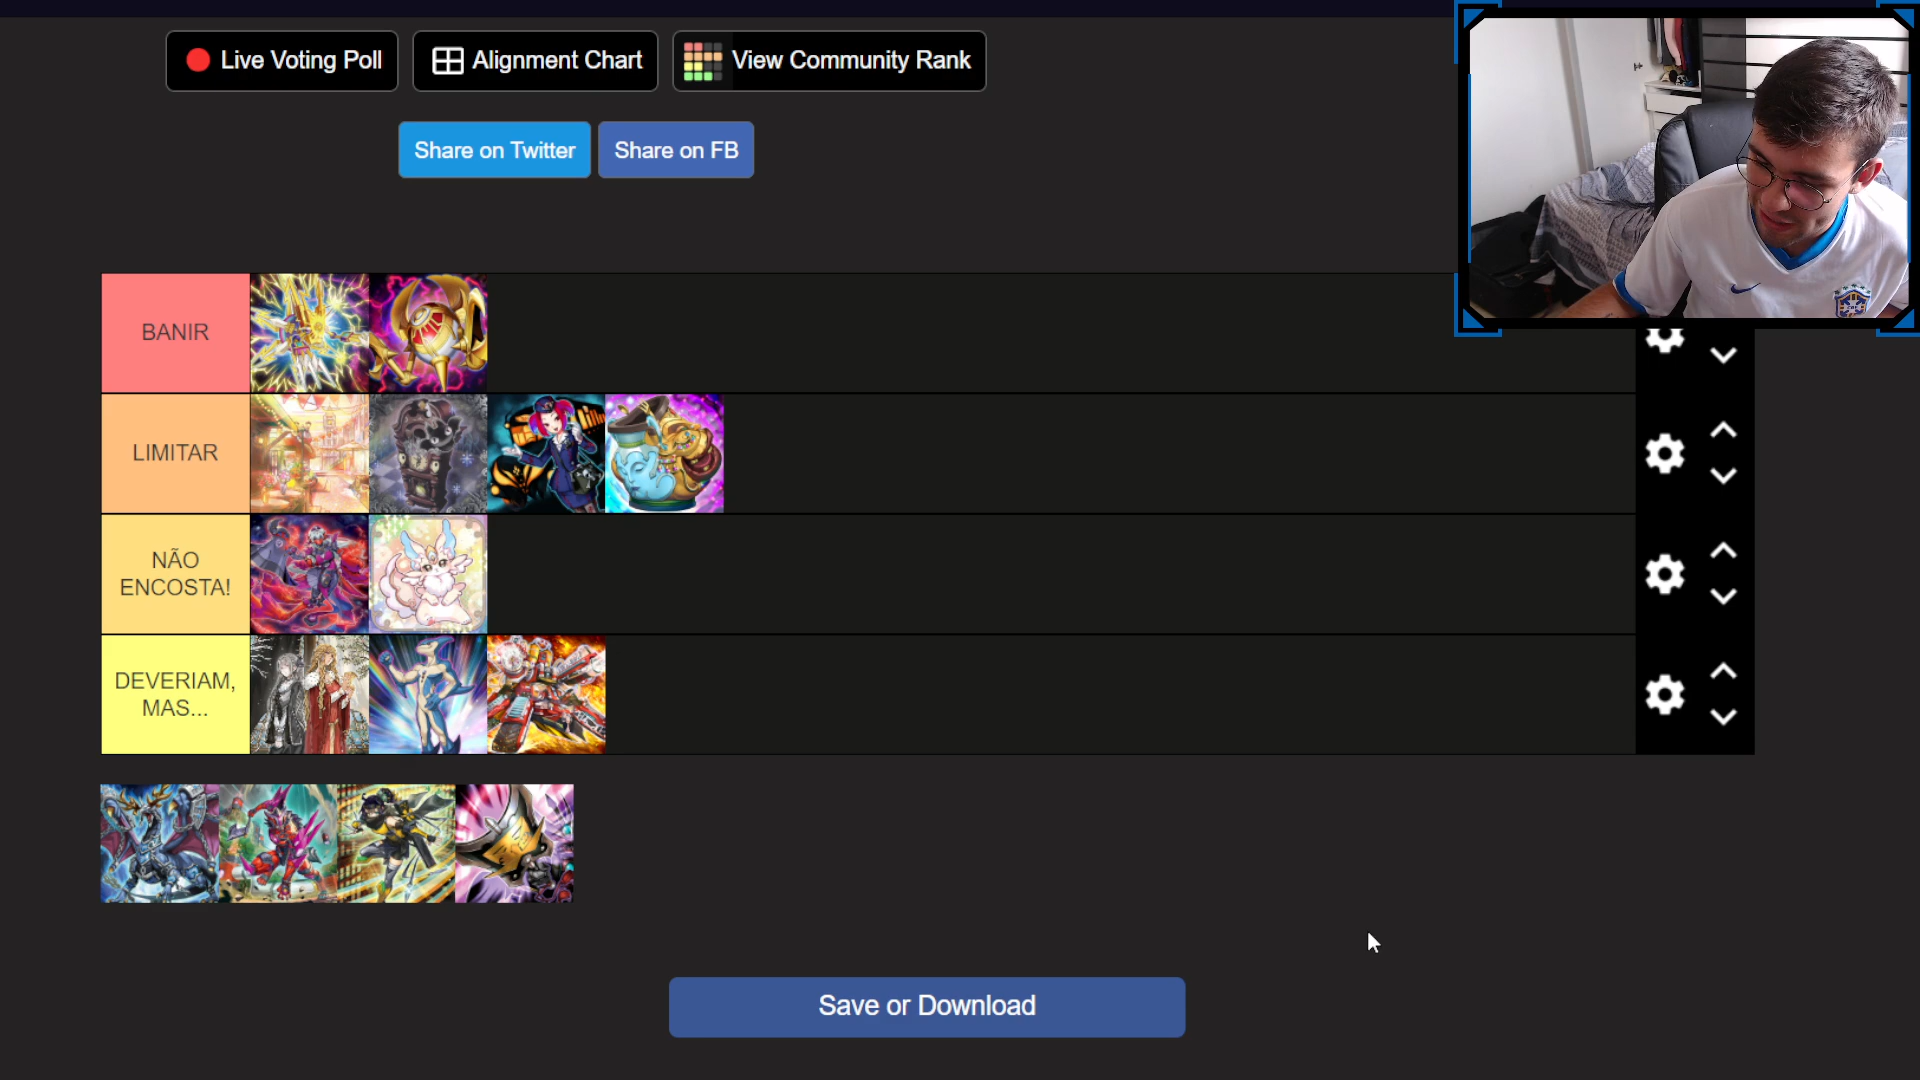 Live Voting Poll
Alignment Chart
View Community Rank
Share on Twitter
Share on FB
BANIR
LIMITAR
NÃO
ENCOSTA!
DEVERIAM,
MAS...
Save or Download